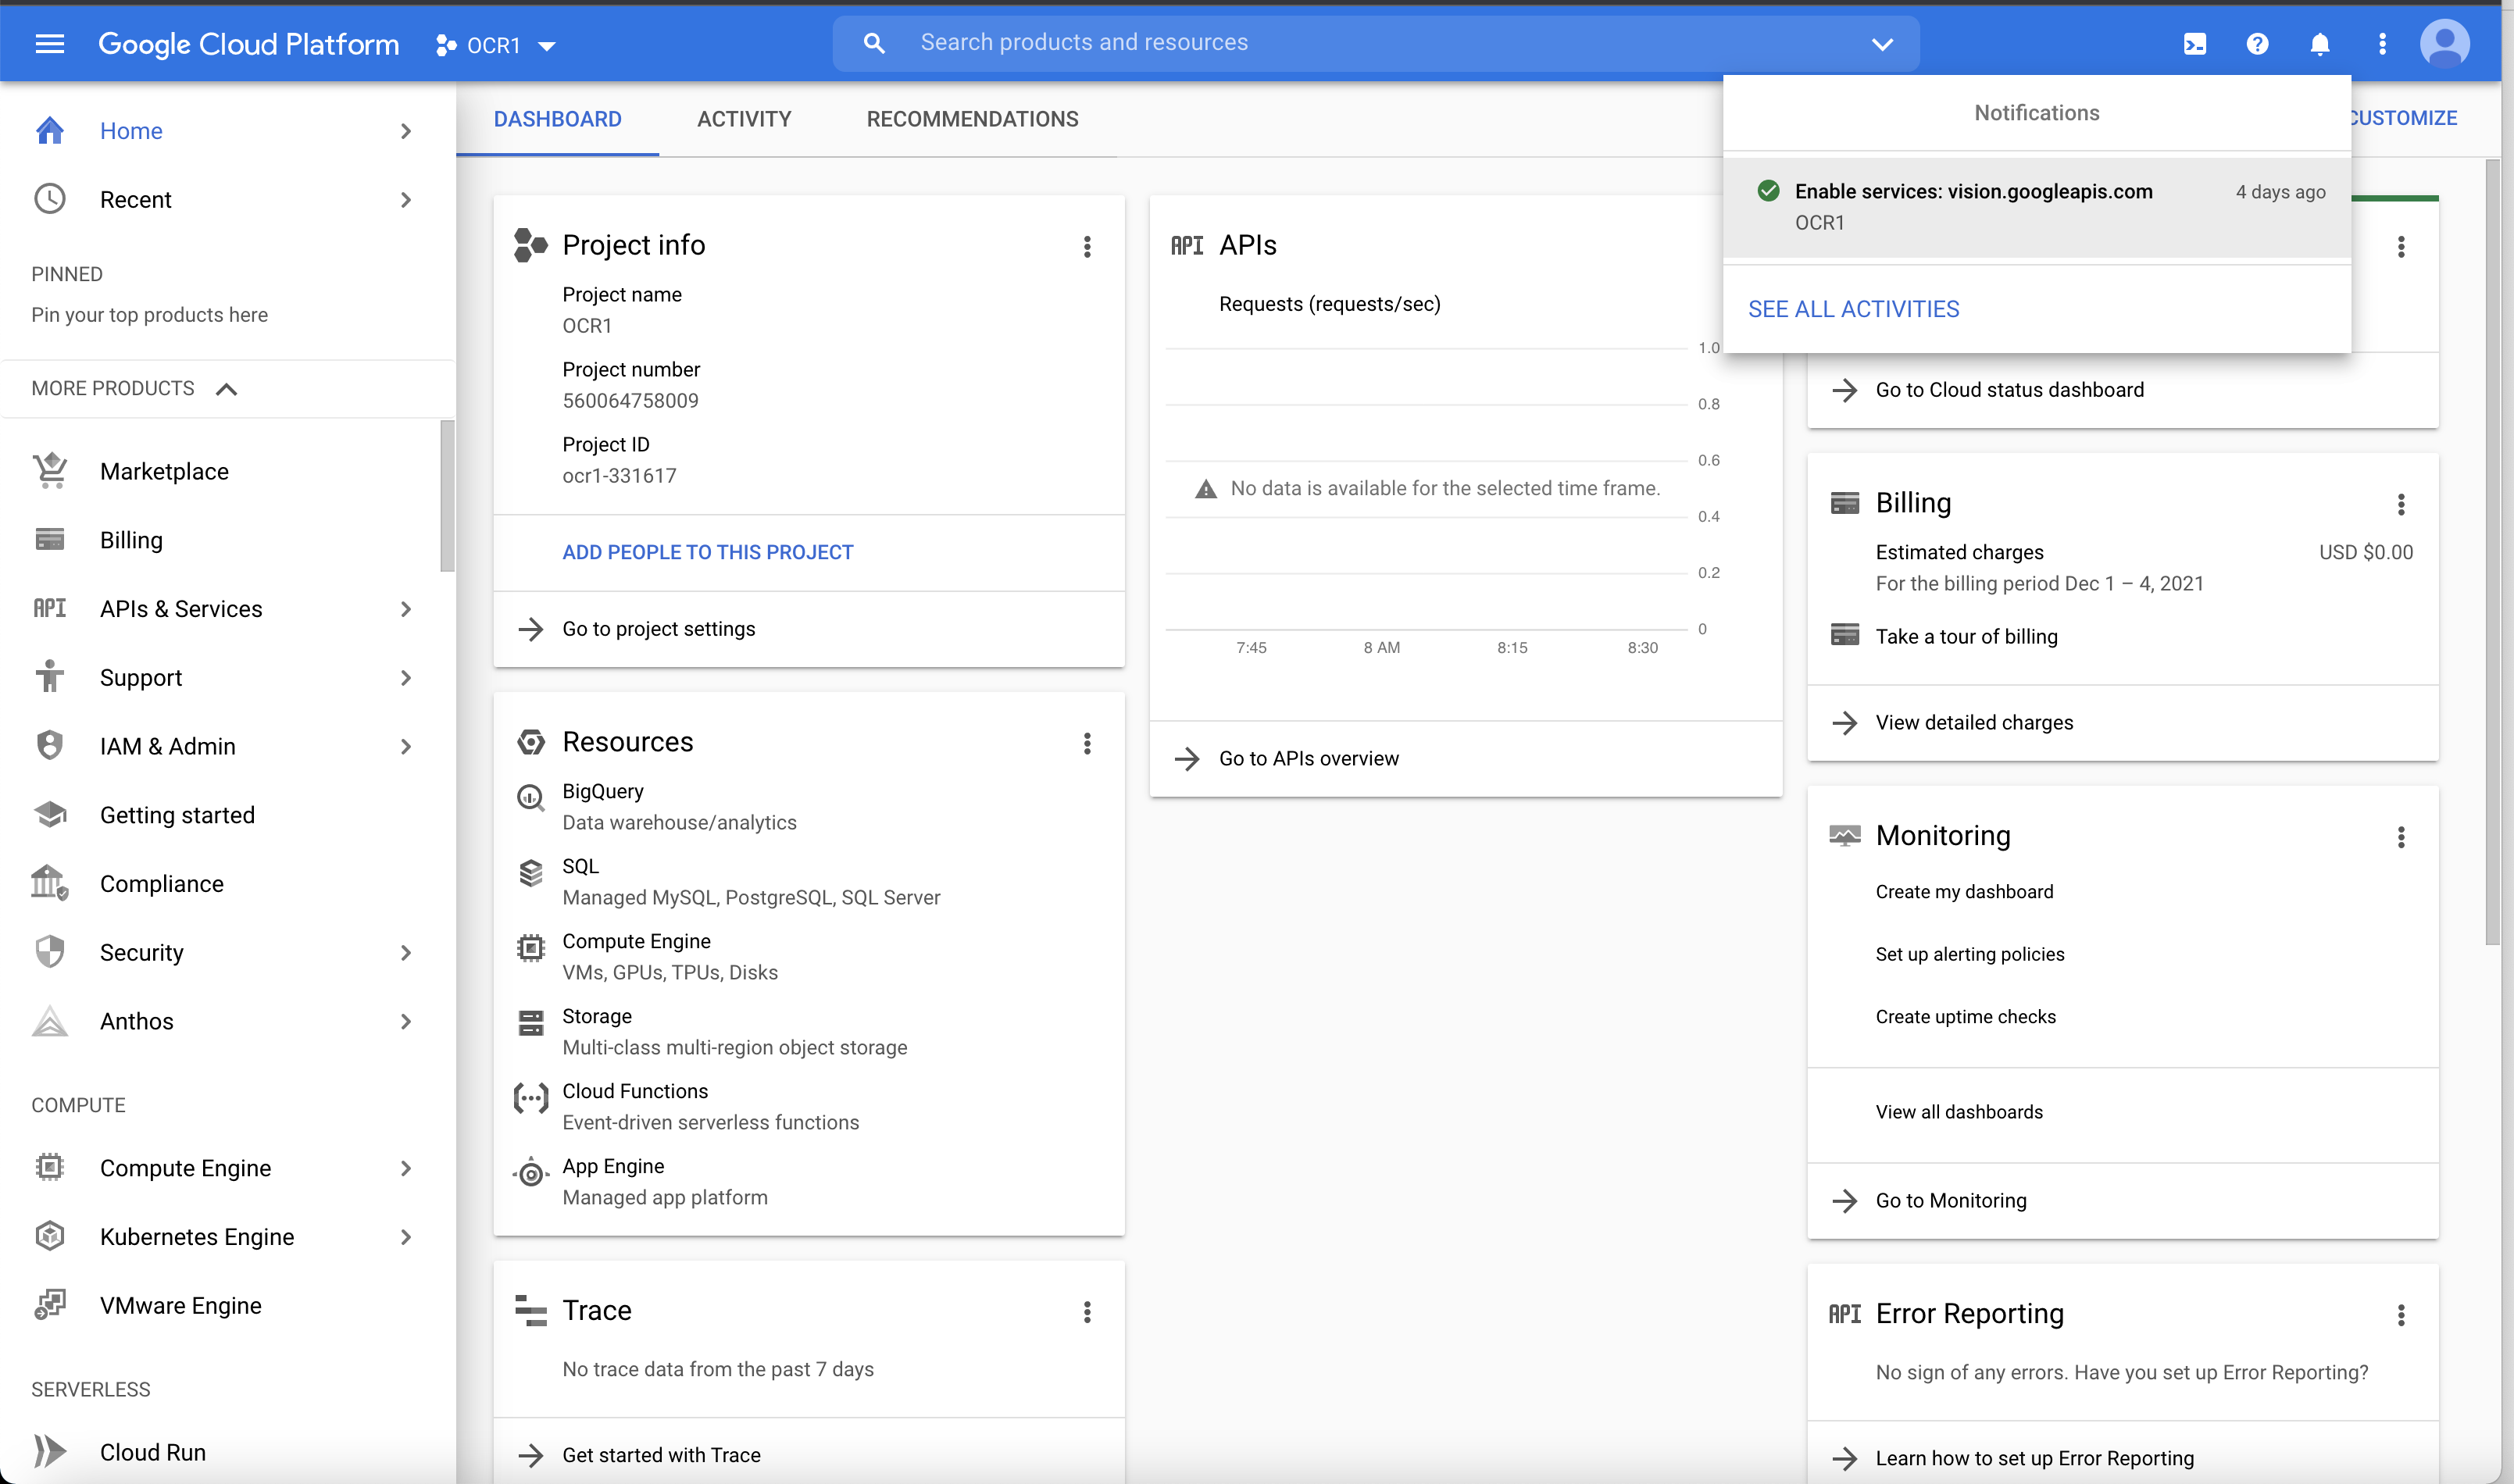 Google Cloud Platform
OCR1
Search products and resources
Home
Recent
PINNED
Pin your top products here
MORE PRODUCTS
Marketplace
Billing
API
APIs & Services
Support
IAM & Admin
Getting started
Compliance
Security
Anthos
COMPUTE
Compute Engine
Kubernetes Engine
VMware Engine
SERVERLESS
Cloud Run
DASHBOARD
ACTIVITY
RECOMMENDATIONS
CUSTOMIZE
Notifications
Enable services: vision.googleapis.com
4 days ago
OCR1
SEE ALL ACTIVITIES
Project info
Project name
OCR1
Project number
560064758009
Project ID
ocr1-331617
ADD PEOPLE TO THIS PROJECT
Go to project settings
Resources
BigQuery
Data warehouse/analytics
SQL
Managed MySQL, PostgreSQL, SQL Server
Compute Engine
VMs, GPUs, TPUs, Disks
Storage
Multi-class multi-region object storage
Cloud Functions
Event-driven serverless functions
App Engine
Managed app platform
Trace
No trace data from the past 7 days
Get started with Trace
API
APIs
Requests (requests/sec)
1.0
0.8
0.6
No data is available for the selected time frame.
0.4
0.2
0
7:45
8 AM
8:15
8:30
Go to APIs overview
Go to Cloud status dashboard
Billing
Estimated charges
USD $0.00
For the billing period Dec 1 – 4, 2021
Take a tour of billing
View detailed charges
Monitoring
Create my dashboard
Set up alerting policies
Create uptime checks
View all dashboards
Go to Monitoring
API
Error Reporting
No sign of any errors. Have you set up Error Reporting?
Learn how to set up Error Reporting